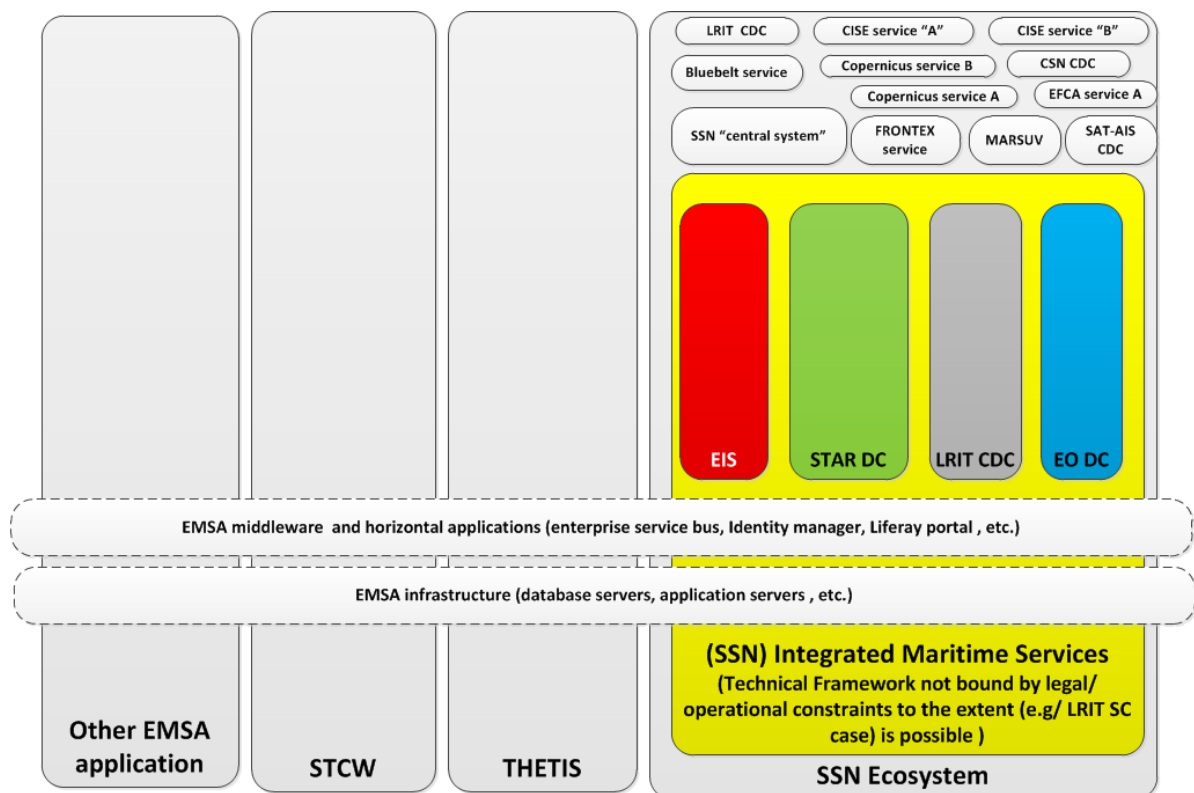 LRIT  CDC
CISE service “A”
CISE service “B”
Bluebelt service
Copernicus service B
CSN CDC
Copernicus service A
EFCA service A
SSN “central system”
FRONTEX
service
MARSUV
SAT-AIS
CDC
EIS
STAR DC
LRIT CDC
EO DC
EMSA middleware  and horizontal applications (enterprise service bus, Identity manager, Liferay portal , etc.)
EMSA infrastructure (database servers, application servers , etc.)
(SSN) Integrated Maritime Services
(Technical Framework not bound by legal/
operational constraints to the extent (e.g/ LRIT SC
case) is possible )
Other EMSA
application
STCW
THETIS
SSN Ecosystem